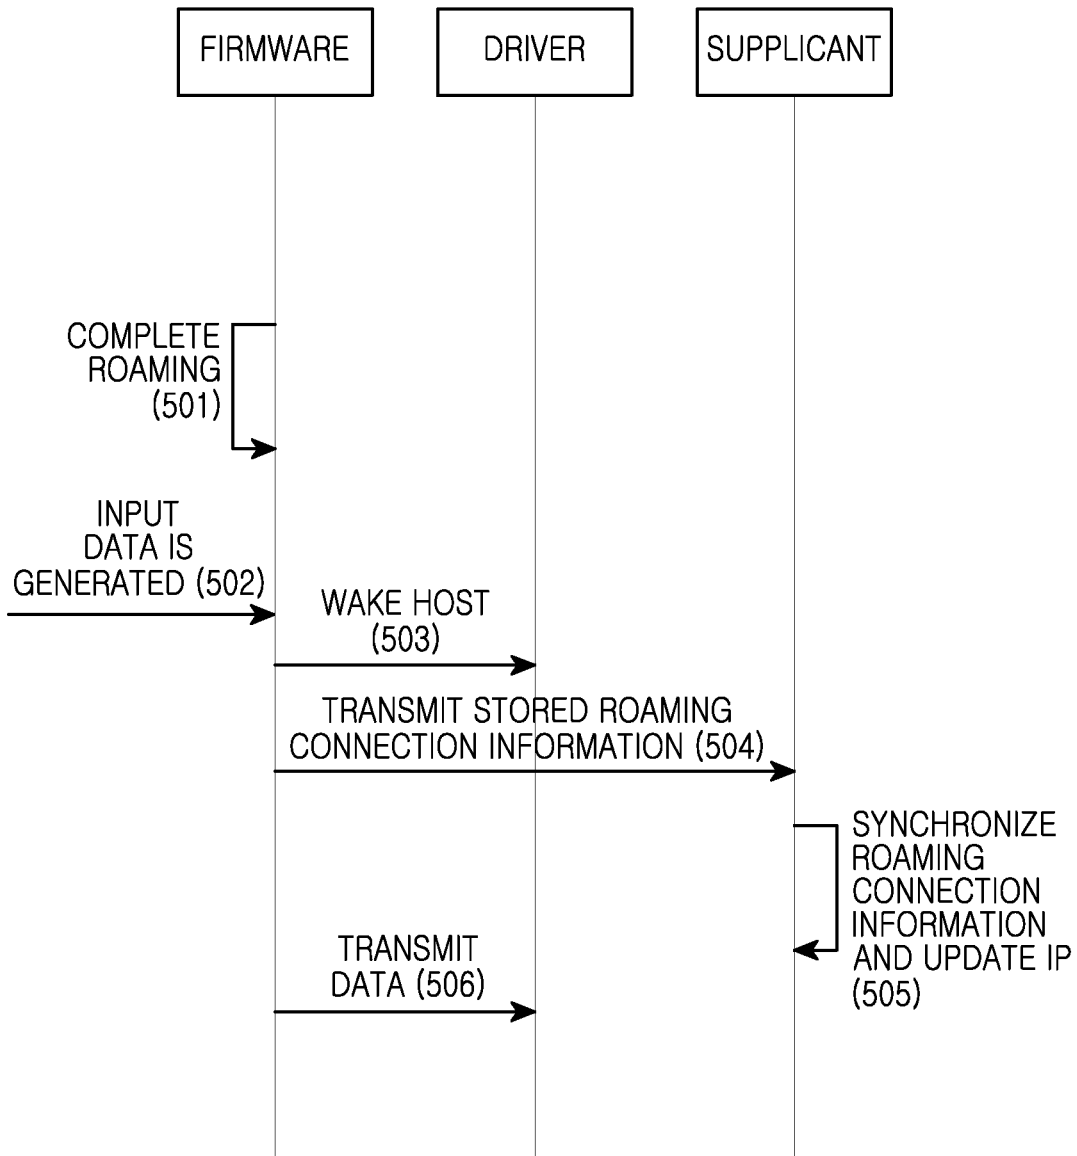 FIRMWARE
DRIVER
SUPPLICANT
COMPLETE
ROAMING
(501)
INPUT
DATA IS
GENERATED (502)
WAKE HOST
(503)
TRANSMIT STORED ROAMING
CONNECTION INFORMATION (504)
SYNCHRONIZE
ROAMING
CONNECTION
INFORMATION
AND UPDATE IP
(505)
TRANSMIT
DATA (506)